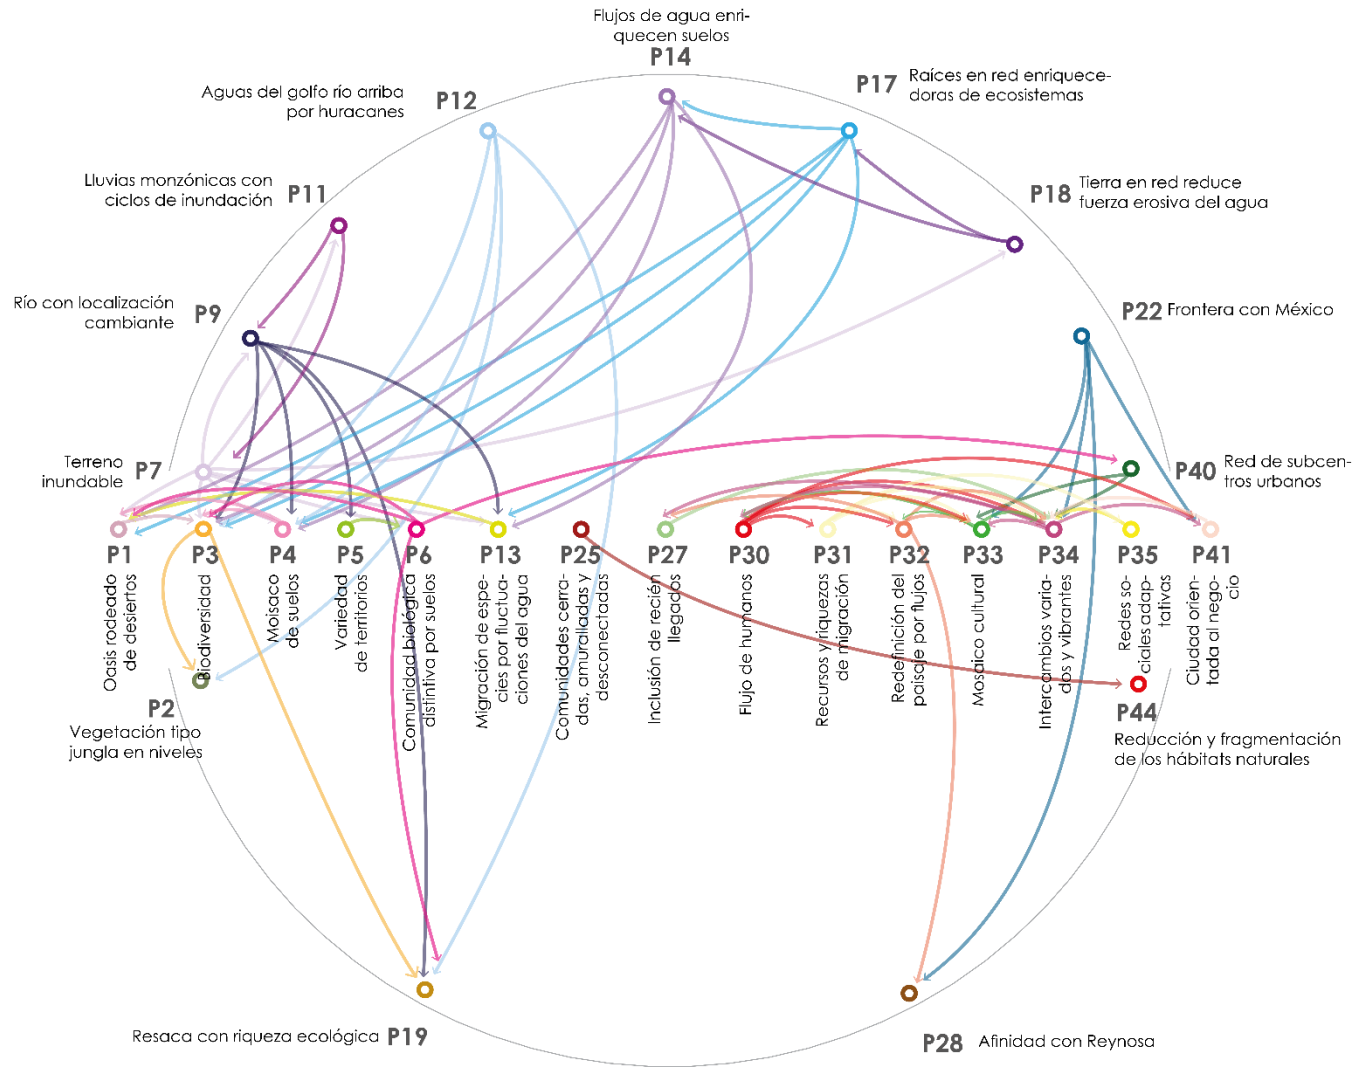 Flujos de agua enri-
quecen suelos
P14
P17
Raíces en red enriquece-
doras de ecosistemas
Aguas del golfo río arriba
por huracanes
P12
Lluvias monzónicas con
ciclos de inundación
P11
P18
Tierra en red reduce
fuerza erosiva del agua
Río con localización
cambiante
P9
P22
Frontera con México
Terreno
inundable
P7
P40
Red de subcen-
tros urbanos
P1
Oasis rodeado
de desiertos
P3
Biodiversidad
P4
Moisaco
de suelos
P5
Variedad
de territorios
P6
Comunidad biológica
distintiva por suelos
P13
Migración de espe-
cies por fluctua-
ciones del agua
P25
Comunidades cerra-
das, amuralladas y
desconectadas
P27
Inclusión de recién
llegados
P30
Flujo de humanos
P31
Recursos y riquezas
de migración
P32
Redefinición del
paisaje por flujos
P33
Mosaico cultural
P34
Intercambios varia-
dos y vibrantes
P35
Redes so-
ciales adap-
tativas
P41
Ciudad orien-
tada al nego-
cio
P2
Vegetación tipo
jungla en niveles
P44
Reducción y fragmentación
de los hábitats naturales
Resaca con riqueza ecológica
P19
P28
Afinidad con Reynosa